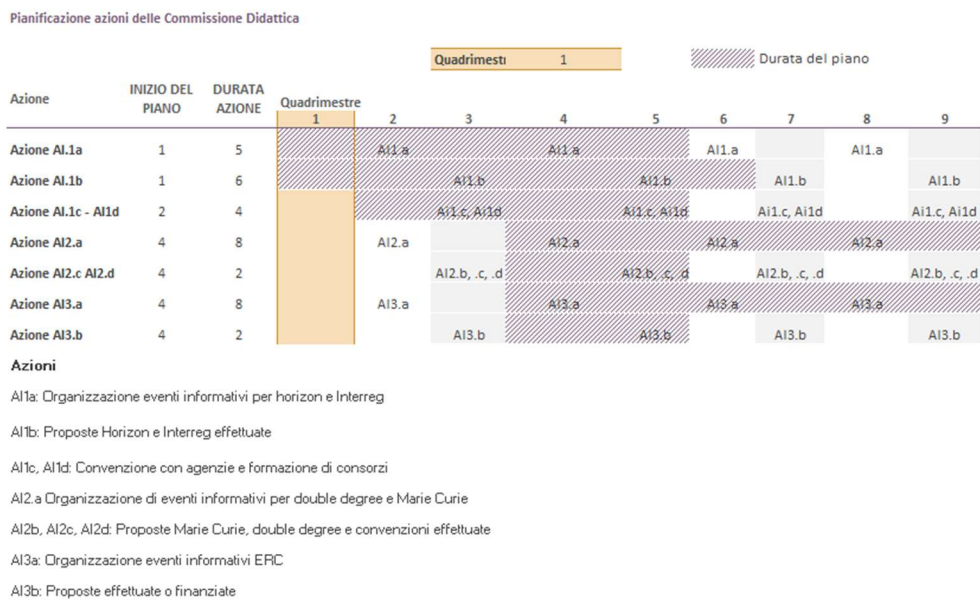 Pianificazione azioni delle Commissione Didattica
Quadrimesti 1 Durata del piano
Azione INIZIO DEL PIANO DURATA AZIONE Quadrimestre
1 2 3 4 5 6 7 8 9
Azione AI.1a 1 5 AI1.a AI1.a AI1.a AI1.a
Azione AI.1b 1 6 AI1.b AI1.b AI1.b AI1.b
Azione AI.1c - AI1d 2 4 Ai1.c, Ai1d Ai1.c, Ai1d Ai1.c, Ai1d Ai1.c, Ai1d
Azione AI2.a 4 8 AI2.a AI2.a AI2.a AI2.a
Azione AI2.c AI2.d 4 2 AI2.b, .c, .d AI2.b, .c, .d AI2.b, .c, .d AI2.b, .c, .d
Azione AI3.a 4 8 AI3.a AI3.a AI3.a AI3.a
Azione AI3.b 4 2 AI3.b AI3.b AI3.b AI3.b
Azioni
AI1a: Organizzazione eventi informativi per horizon e Interreg
AI1b: Proposte Horizon e Interreg effettuate
AI1c, AI1d: Convenzione con agenzie e formazione di consorzi
AI2.a Organizzazione di eventi informativi per double degree e Marie Curie
AI2b, AI2c, AI2d: Proposte Marie Curie, double degree e convenzioni effettuate
AI3a: Organizzazione eventi informativi ERC
AI3b: Proposte effettuate o finanziate